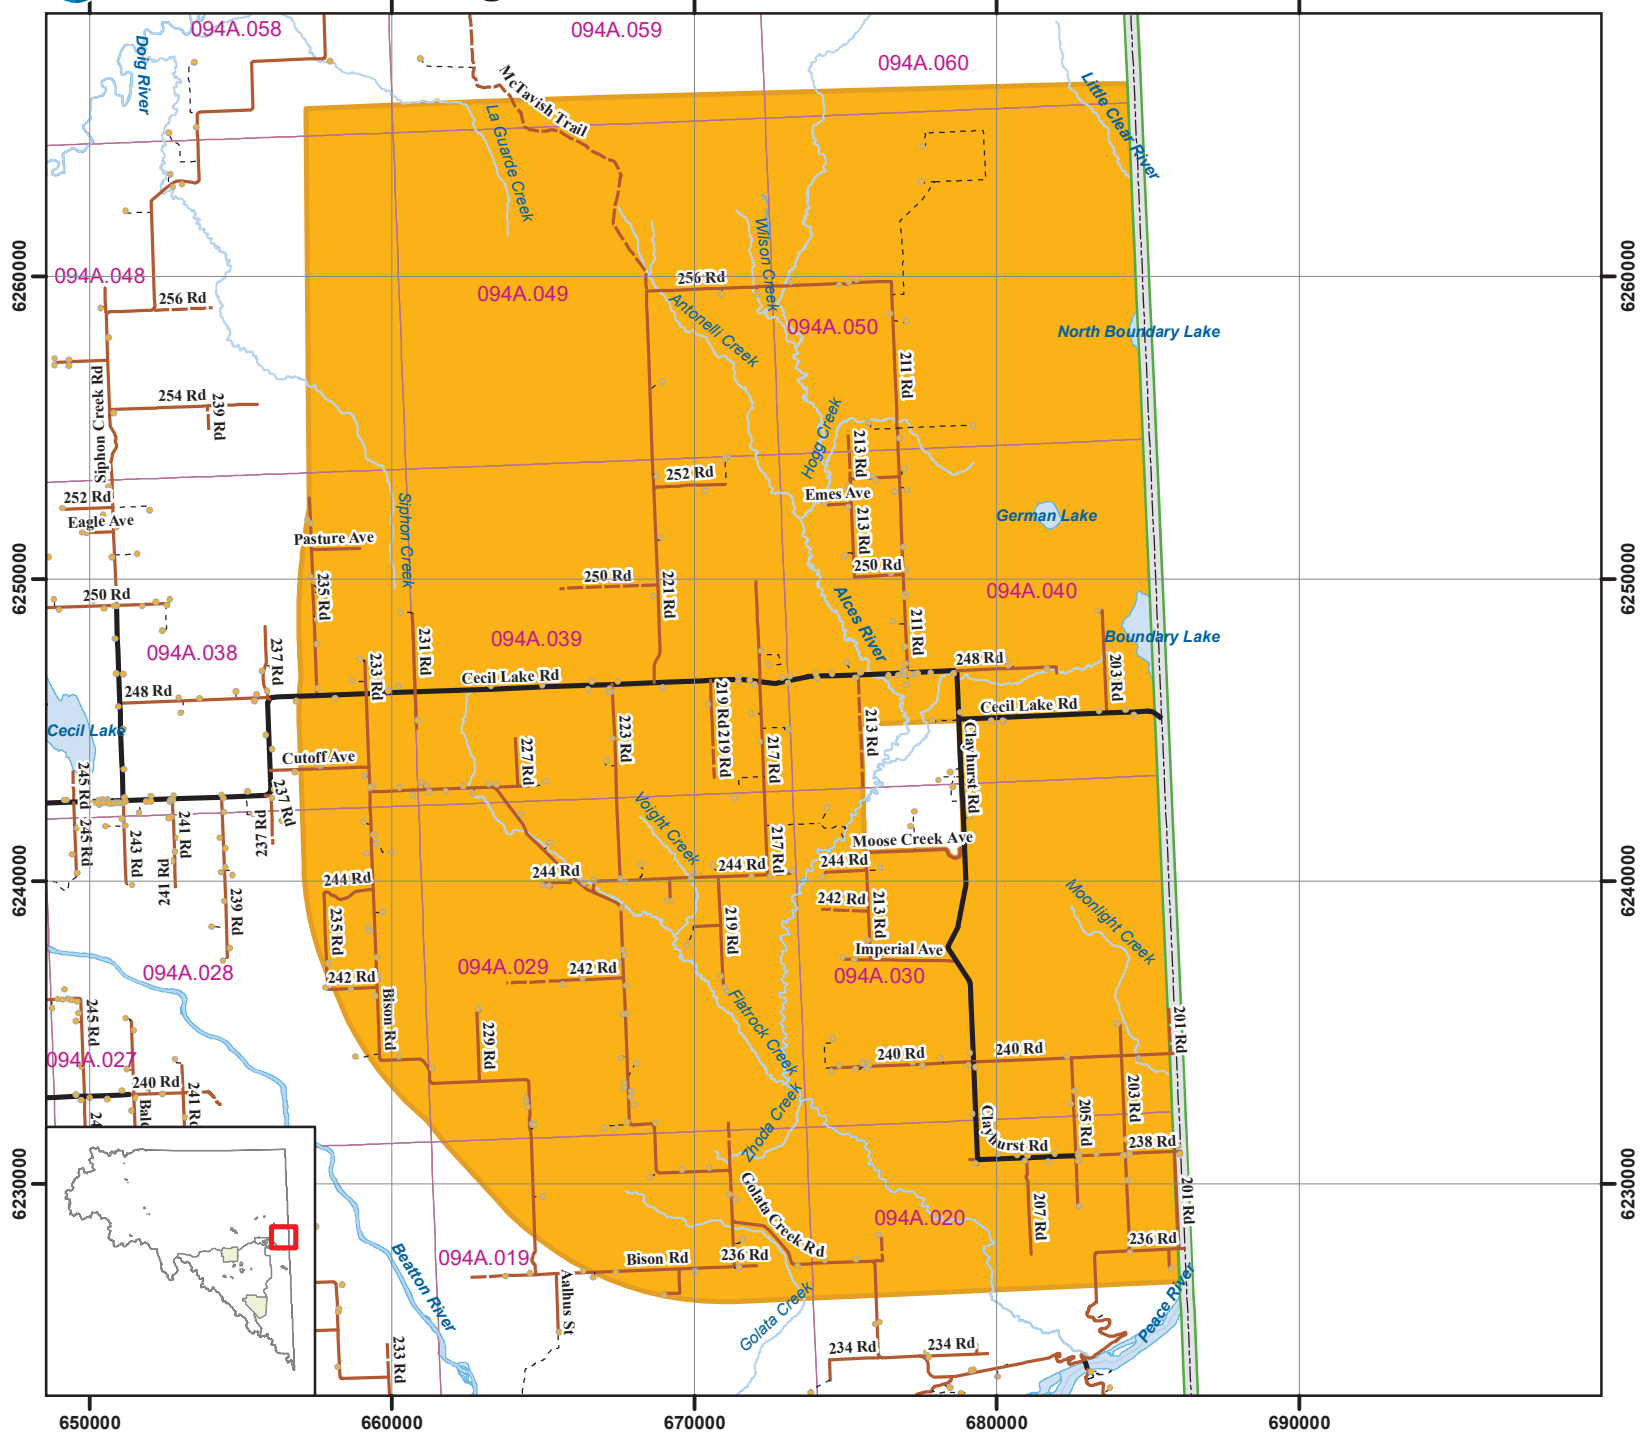 094A.058
094A.059
094A.060
Doig River
McTavish Trail
La Guarde Creek
Little Clear River
Wilson Creek
6260000
094A.048
256 Rd
094A.049
256 Rd
Antonelli Creek
094A.050
North Boundary Lake
6260000
Siphon Creek Rd
254 Rd
239 Rd
211 Rd
Hogg Creek
213 Rd
252 Rd
Eagle Ave
Siphon Creek
252 Rd
Emes Ave
213 Rd
German Lake
Pasture Ave
250 Rd
6250000
250 Rd
235 Rd
250 Rd
221 Rd
Alces River
094A.040
6250000
094A.038
237 Rd
231 Rd
094A.039
211 Rd
Boundary Lake
248 Rd
233 Rd
Cecil Lake Rd
248 Rd
203 Rd
Cecil Lake
219 Rd
219 Rd
Cecil Lake Rd
Cutoff Ave
227 Rd
223 Rd
217 Rd
213 Rd
Clayhurst Rd
245 Rd
245 Rd
243 Rd
241 Rd
241 Rd
237 Rd
237 Rd
Voight Creek
217 Rd
Moose Creek Ave
6240000
244 Rd
244 Rd
244 Rd
244 Rd
6240000
239 Rd
235 Rd
219 Rd
242 Rd
213 Rd
Moonlight Creek
Imperial Ave
094A.028
242 Rd
094A.029
242 Rd
094A.030
245 Rd
Bison Rd
229 Rd
Flatrock Creek
201 Rd
094A.027
240 Rd
241 Rd
240 Rd
240 Rd
203 Rd
205 Rd
Zhoda Creek
Clayhurst Rd
238 Rd
6230000
Golata Creek Rd
094A.020
207 Rd
201 Rd
6230000
Beatton River
094A.019
Bison Rd
236 Rd
236 Rd
Aalhus St
Golata Creek
Peace River
233 Rd
234 Rd
234 Rd
650000
660000
670000
680000
690000